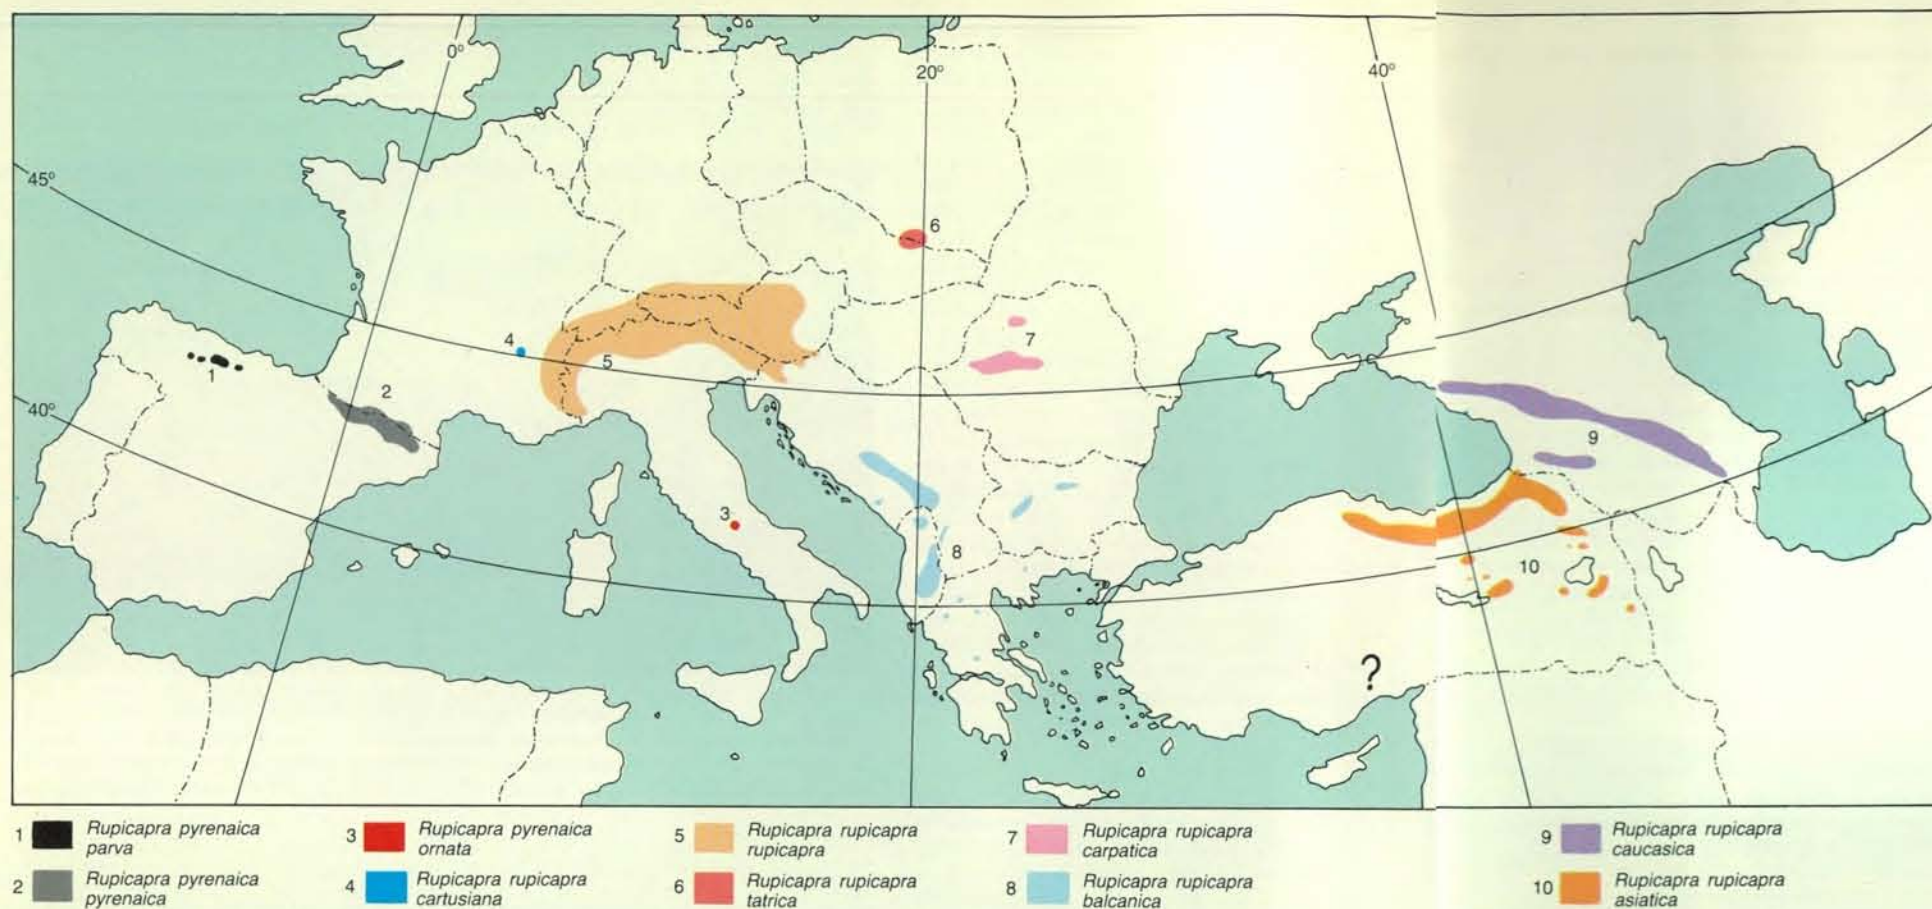 0°
20°
40°
45°
40°
1
2
3
4
5
6
7
8
9
10
?
1 Rupicapra pyrenaica
parva
2 Rupicapra pyrenaica
pyrenaica
3 Rupicapra pyrenaica
ornata
4 Rupicapra rupicapra
cartusiana
5 Rupicapra rupicapra
rupicapra
6 Rupicapra rupicapra
tatrica
7 Rupicapra rupicapra
carpatica
8 Rupicapra rupicapra
balcanica
9 Rupicapra rupicapra
caucasica
10 Rupicapra rupicapra
asiatica